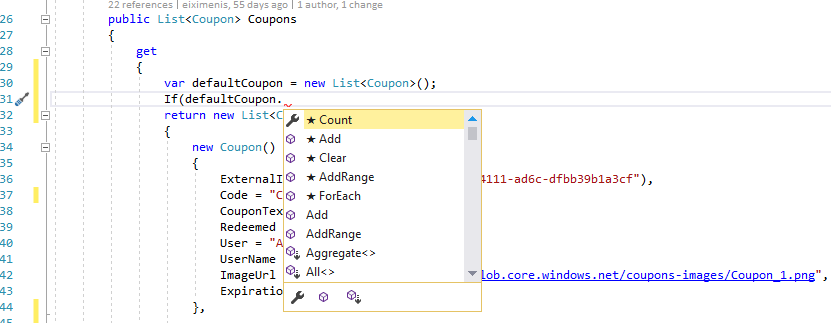 22 references | eiximenis, 55 days ago | 1 author, 1 change
26 public List<Coupon> Coupons
27 {
28 get
29 {
30 var defaultCoupon = new List<Coupon>();
31 If(defaultCoupon.
32 return new List<C
★ Count
33 {
★ Add
34 new Coupon()
★ Clear
35 {
36 ExternalI 4111-ad6c-dfbb39b1a3cf"),
★ AddRange
37 Code = "C
★ ForEach
38 CouponTex
Add
39 Redeemed
AddRange
40 User = "A
Aggregate<>
41 UserName
All<>
42 ImageUrl lob.core.windows.net/coupons-images/Coupon_1.png",
43 Expiration
44 },